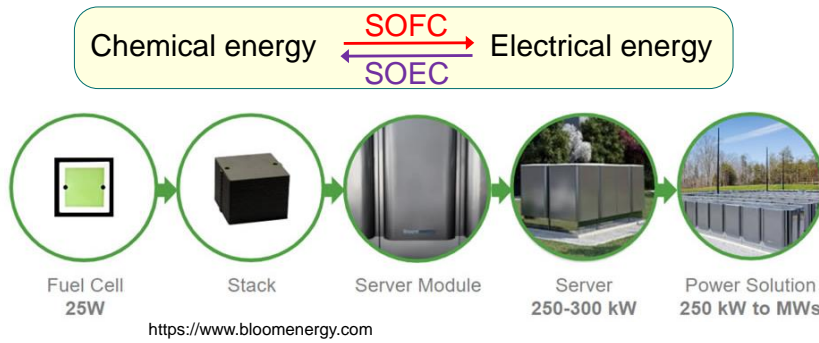 SOFC
Chemical energy Electrical energy
SOEC
Fuel Cell
25W
Stack
Server Module
Server
250-300 kW
Power Solution
250 kW to MWs
https://www.bloomenergy.com